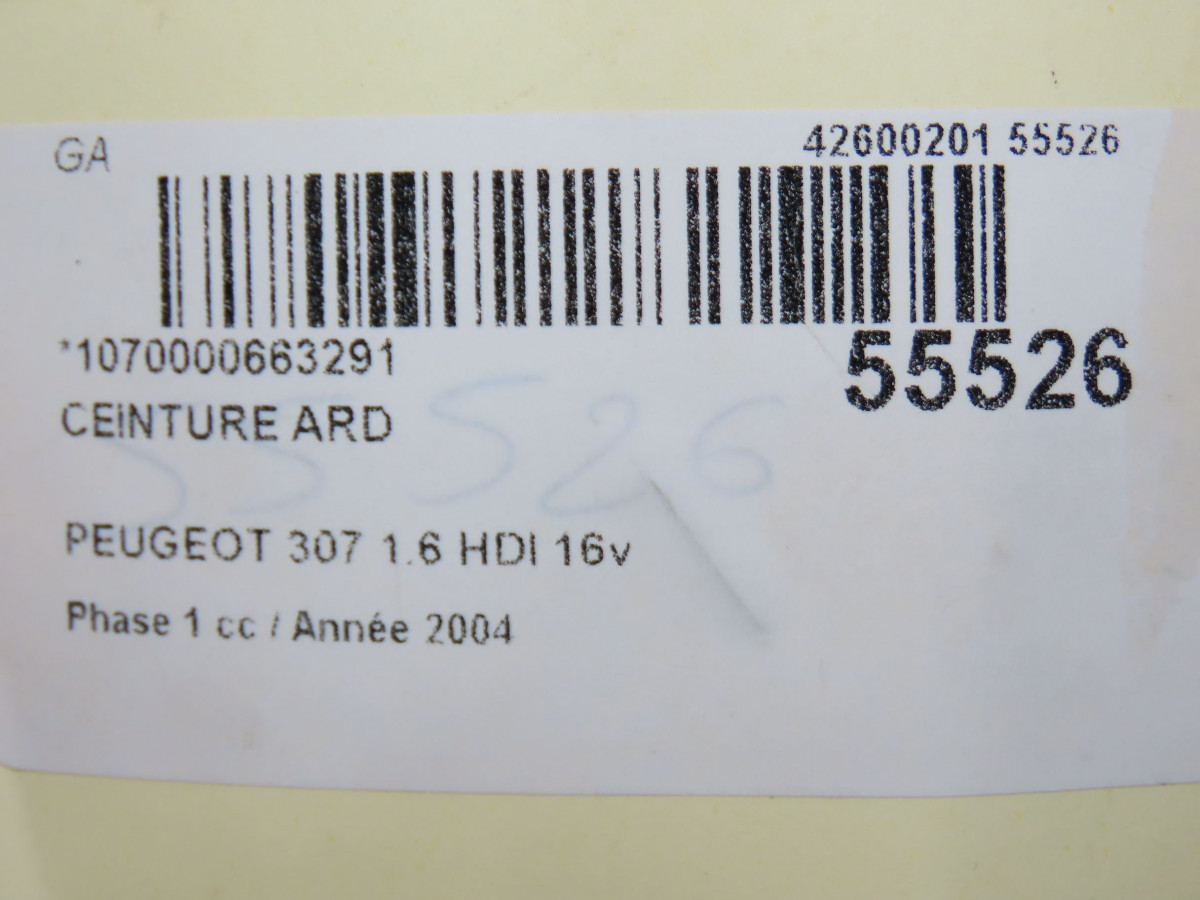 GA
42600201 55526
*1070000663291
55526
CEINTURE ARD
55526
PEUGEOT 307 1.6 HDI 16v
Phase 1 cc / Année 2004